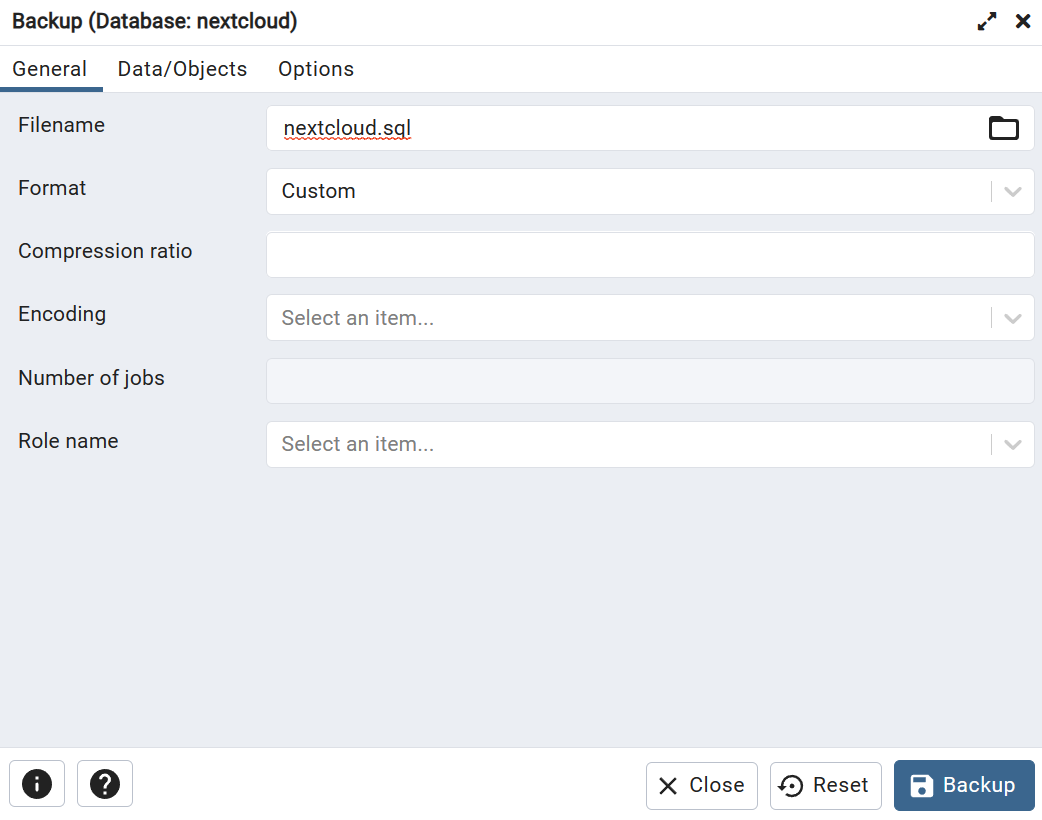 Backup (Database: nextcloud)
General Data/Objects Options
Filename nextcloud.sql
Format Custom
Compression ratio
Encoding Select an item...
Number of jobs
Role name Select an item...
Close Reset Backup